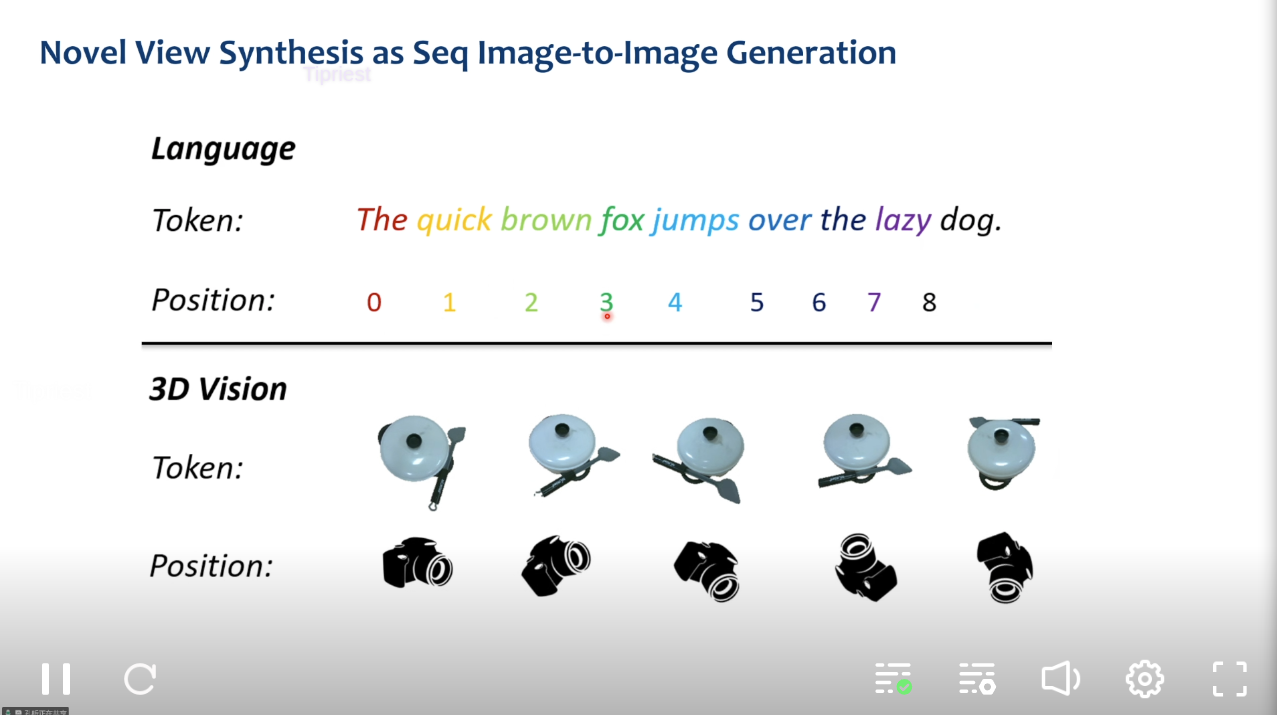 Novel View Synthesis as Seq Image-to-Image Generation
Tipriest
Language
Token: The quick brown fox jumps over the lazy dog.
Position: 0 1 2 3 4 5 6 7 8
3D Vision
Token:
Position: